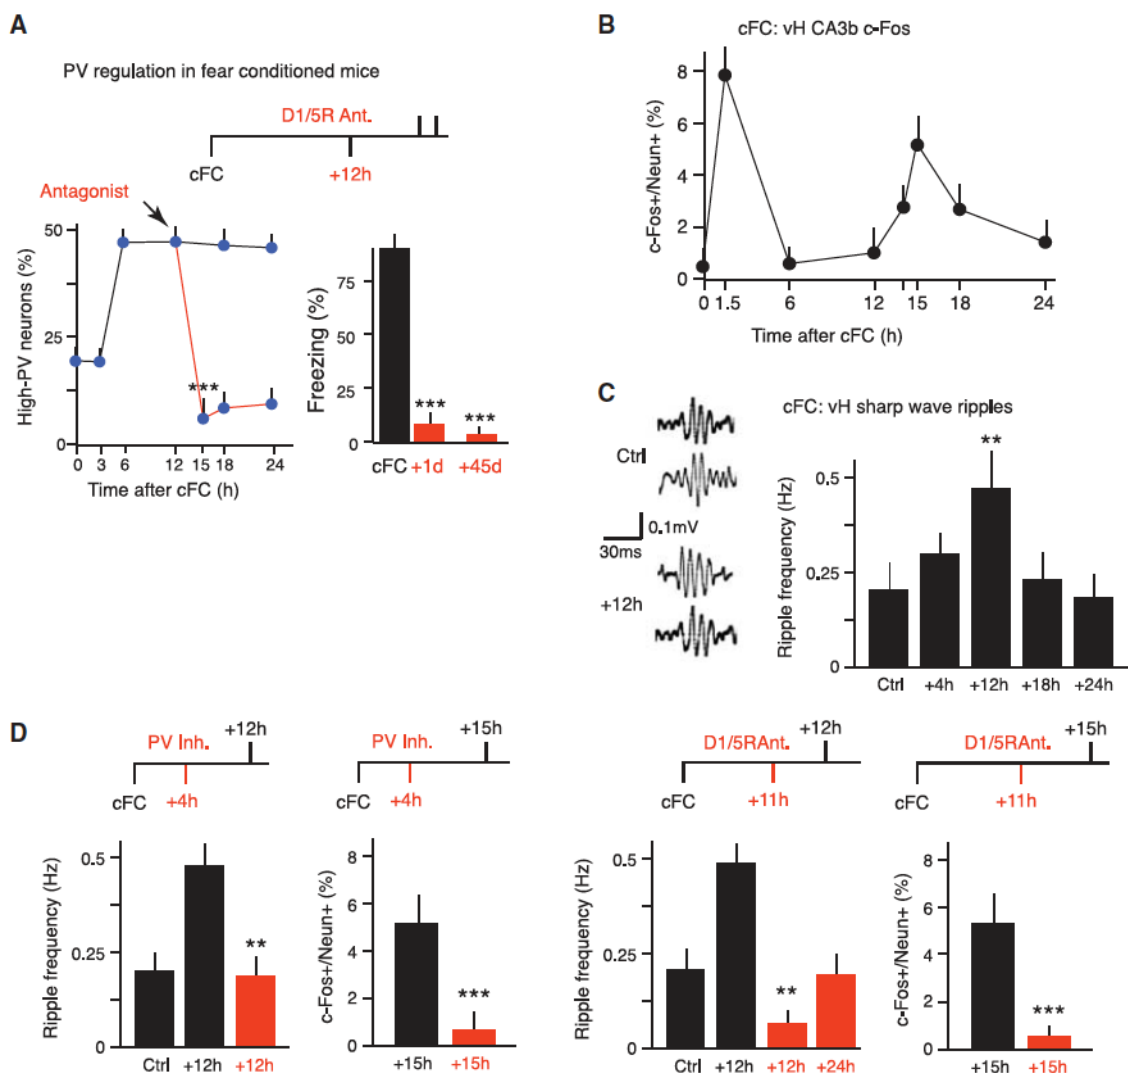 A
PV regulation in fear conditioned mice
D1/5R Ant.
cFC
+12h
Antagonist
High-PV neurons (%)
50
25
0
***
0 3 6 12 15 18 24
Time after cFC (h)
Freezing (%)
75
50
25
0
***
***
cFC +1d +45d
B
cFC: vH CA3b c-Fos
c-Fos+/Neun+ (%)
8
6
4
2
0
0 1.5 6 12 15 18 24
Time after cFC (h)
C
cFC: vH sharp wave ripples
Ctrl
0.1mV
30ms
+12h
Ripple frequency (Hz)
0.5
0.25
0
**
Ctrl +4h +12h +18h +24h
D
+12h
PV Inh.
cFC +4h
Ripple frequency (Hz)
0.5
0.25
0
**
Ctrl +12h +12h
+15h
PV Inh.
cFC +4h
c-Fos+/Neun+ (%)
8
6
4
2
0
***
+15h +15h
+12h
D1/5RAnt.
cFC +11h
Ripple frequency (Hz)
0.5
0.25
0
**
Ctrl +12h +12h +24h
+15h
D1/5RAnt.
cFC +11h
c-Fos+/Neun+ (%)
8
6
4
2
0
***
+15h +15h